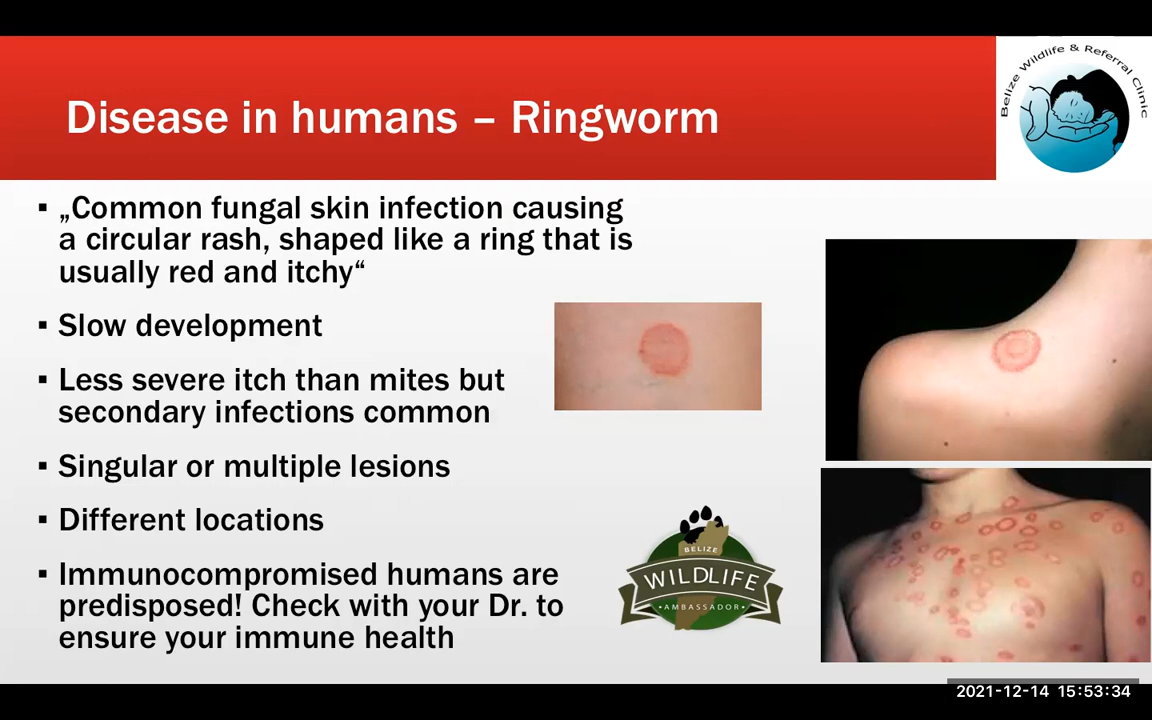 Belize Wildlife & Referral Clinic
Disease in humans – Ringworm
▪ „Common fungal skin infection causing
a circular rash, shaped like a ring that is
usually red and itchy“
▪ Slow development
▪ Less severe itch than mites but
secondary infections common
▪ Singular or multiple lesions
▪ Different locations
▪ Immunocompromised humans are
predisposed! Check with your Dr. to
ensure your immune health
BELIZE
WILDLIFE
•AMBASSADOR•
2021-12-14 15:53:34